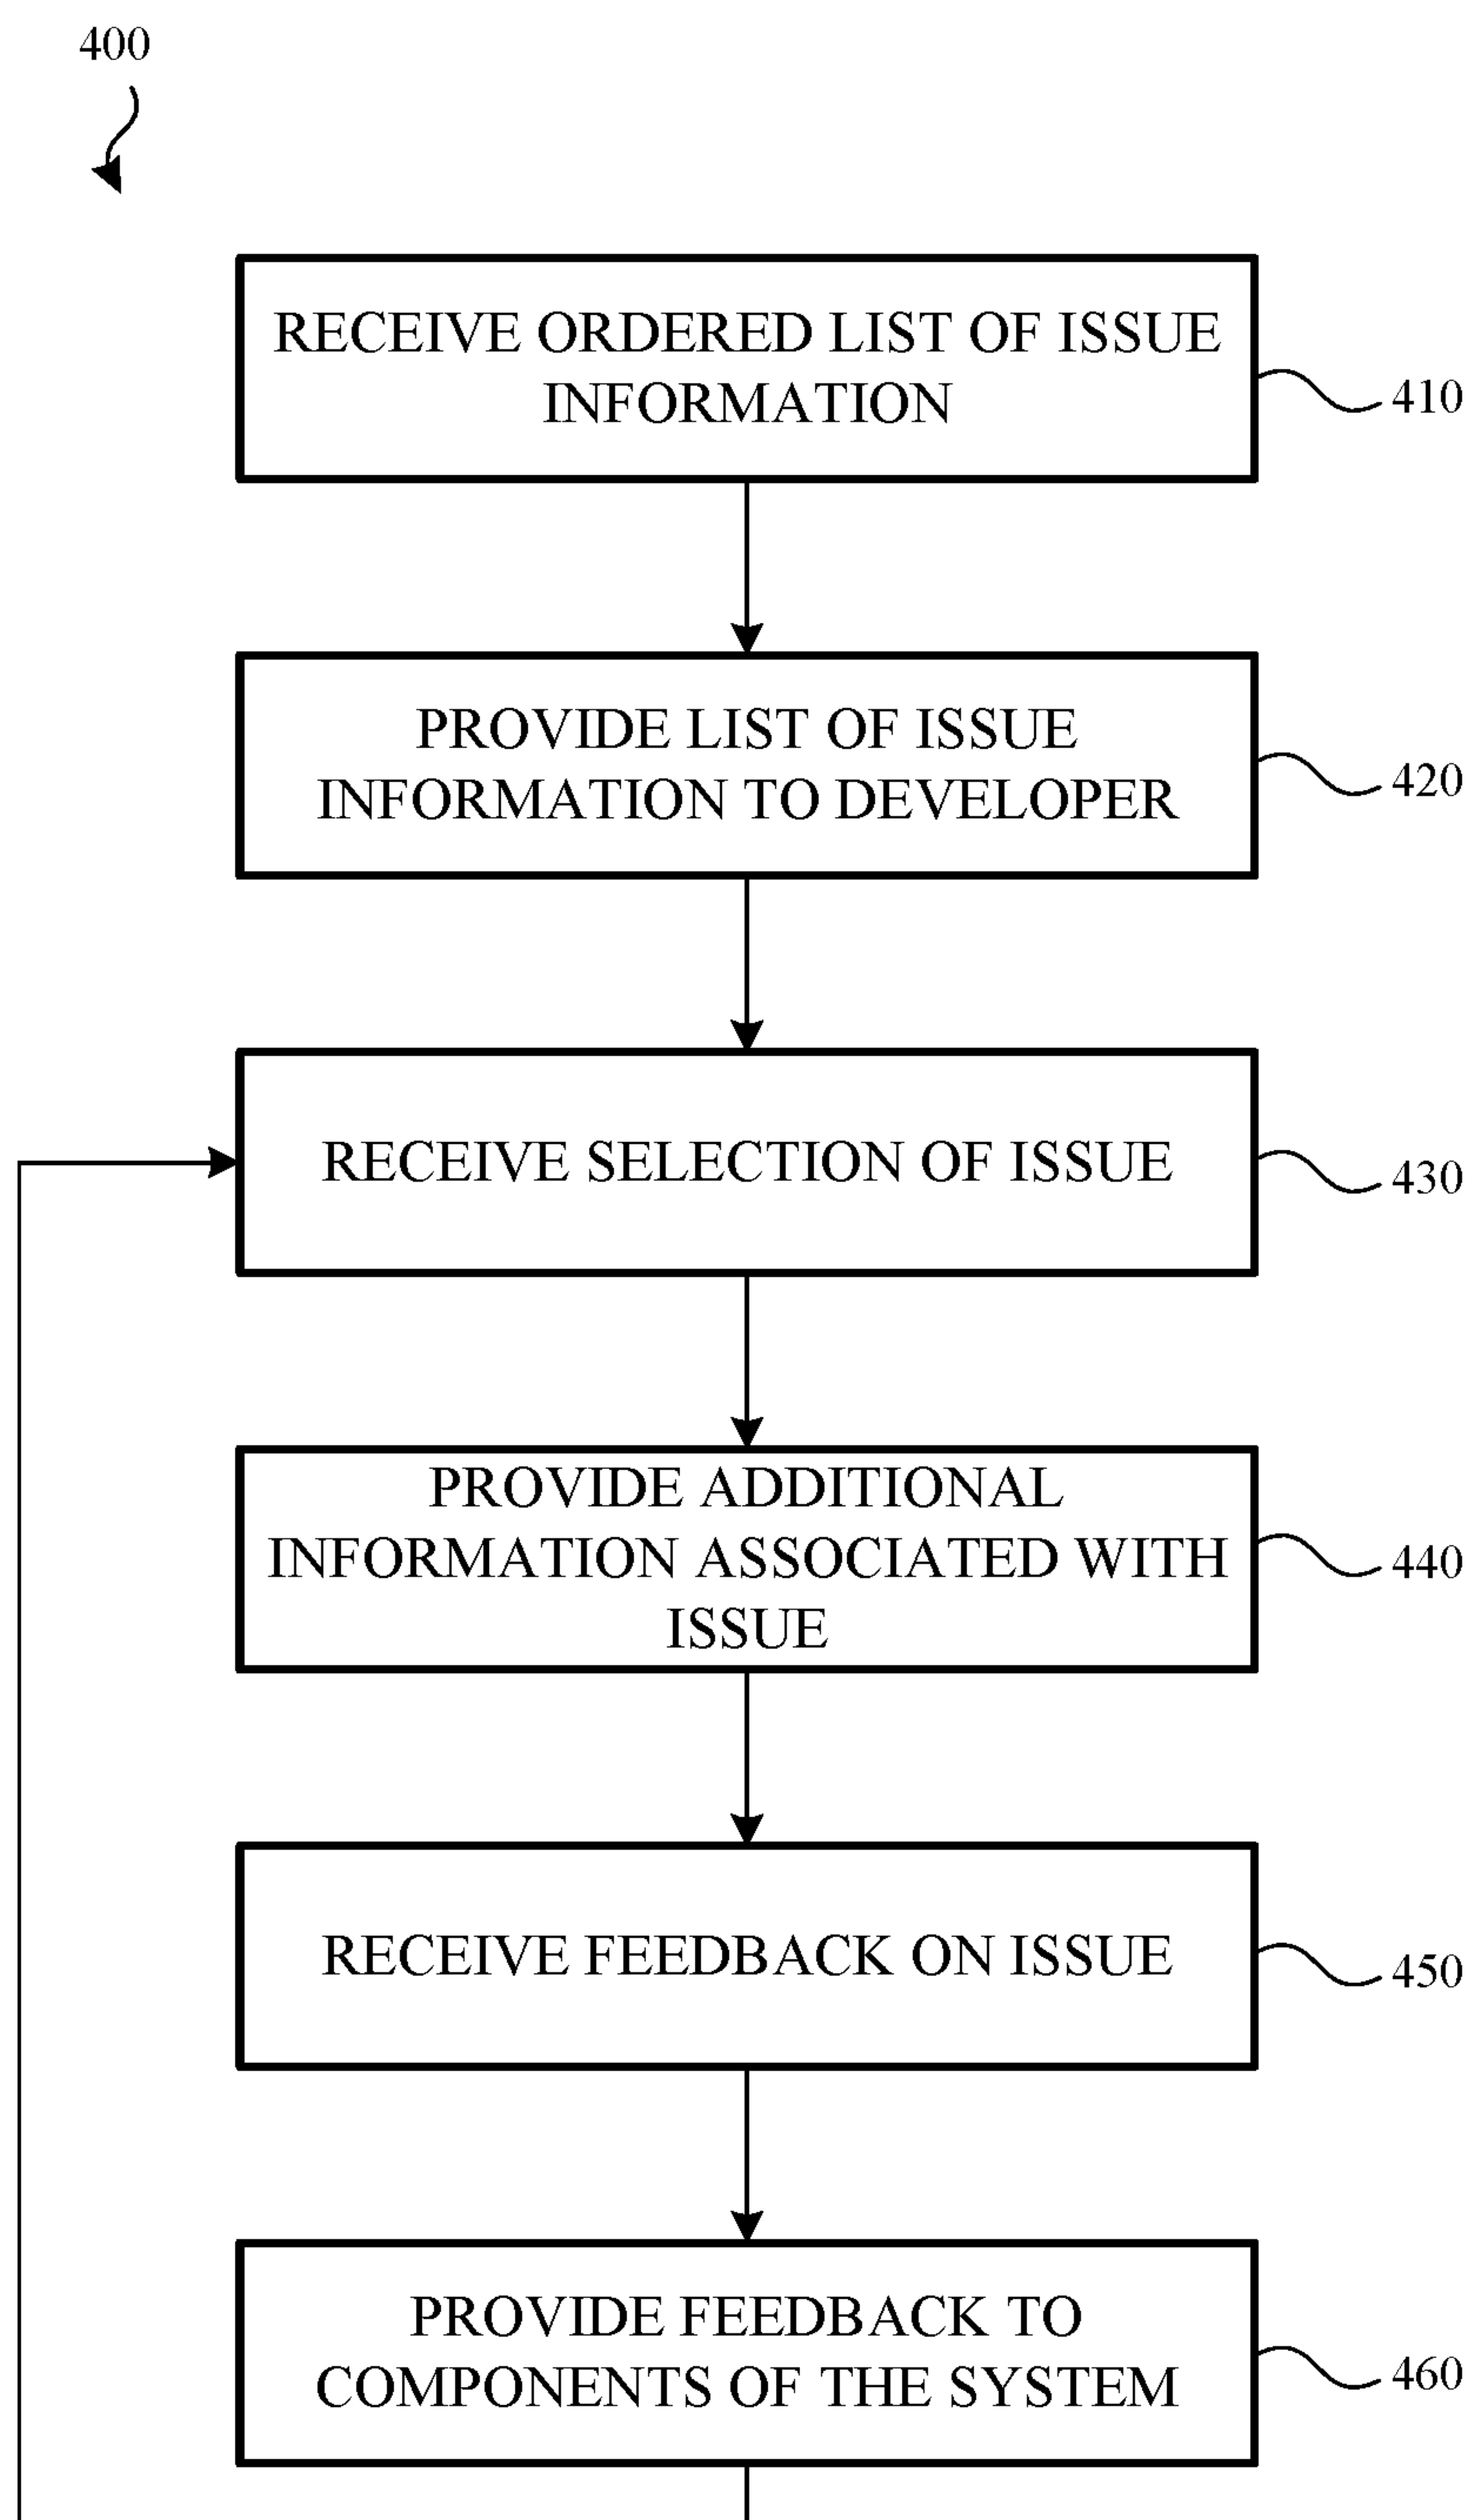 400
RECEIVE ORDERED LIST OF ISSUE
INFORMATION
410
PROVIDE LIST OF ISSUE
INFORMATION TO DEVELOPER
420
RECEIVE SELECTION OF ISSUE
430
PROVIDE ADDITIONAL
INFORMATION ASSOCIATED WITH
ISSUE
440
RECEIVE FEEDBACK ON ISSUE
450
PROVIDE FEEDBACK TO
COMPONENTS OF THE SYSTEM
460